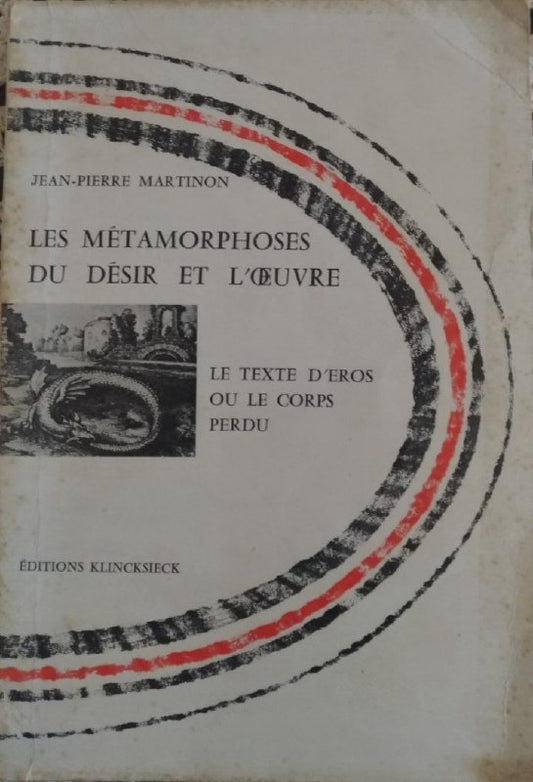 JEAN-PIERRE MARTINON
LES MÉTAMORPHOSES
DU DÉSIR ET L'ŒUVRE
LE TEXTE D'EROS
OU LE CORPS
PERDU
ÉDITIONS KLINCKSIECK